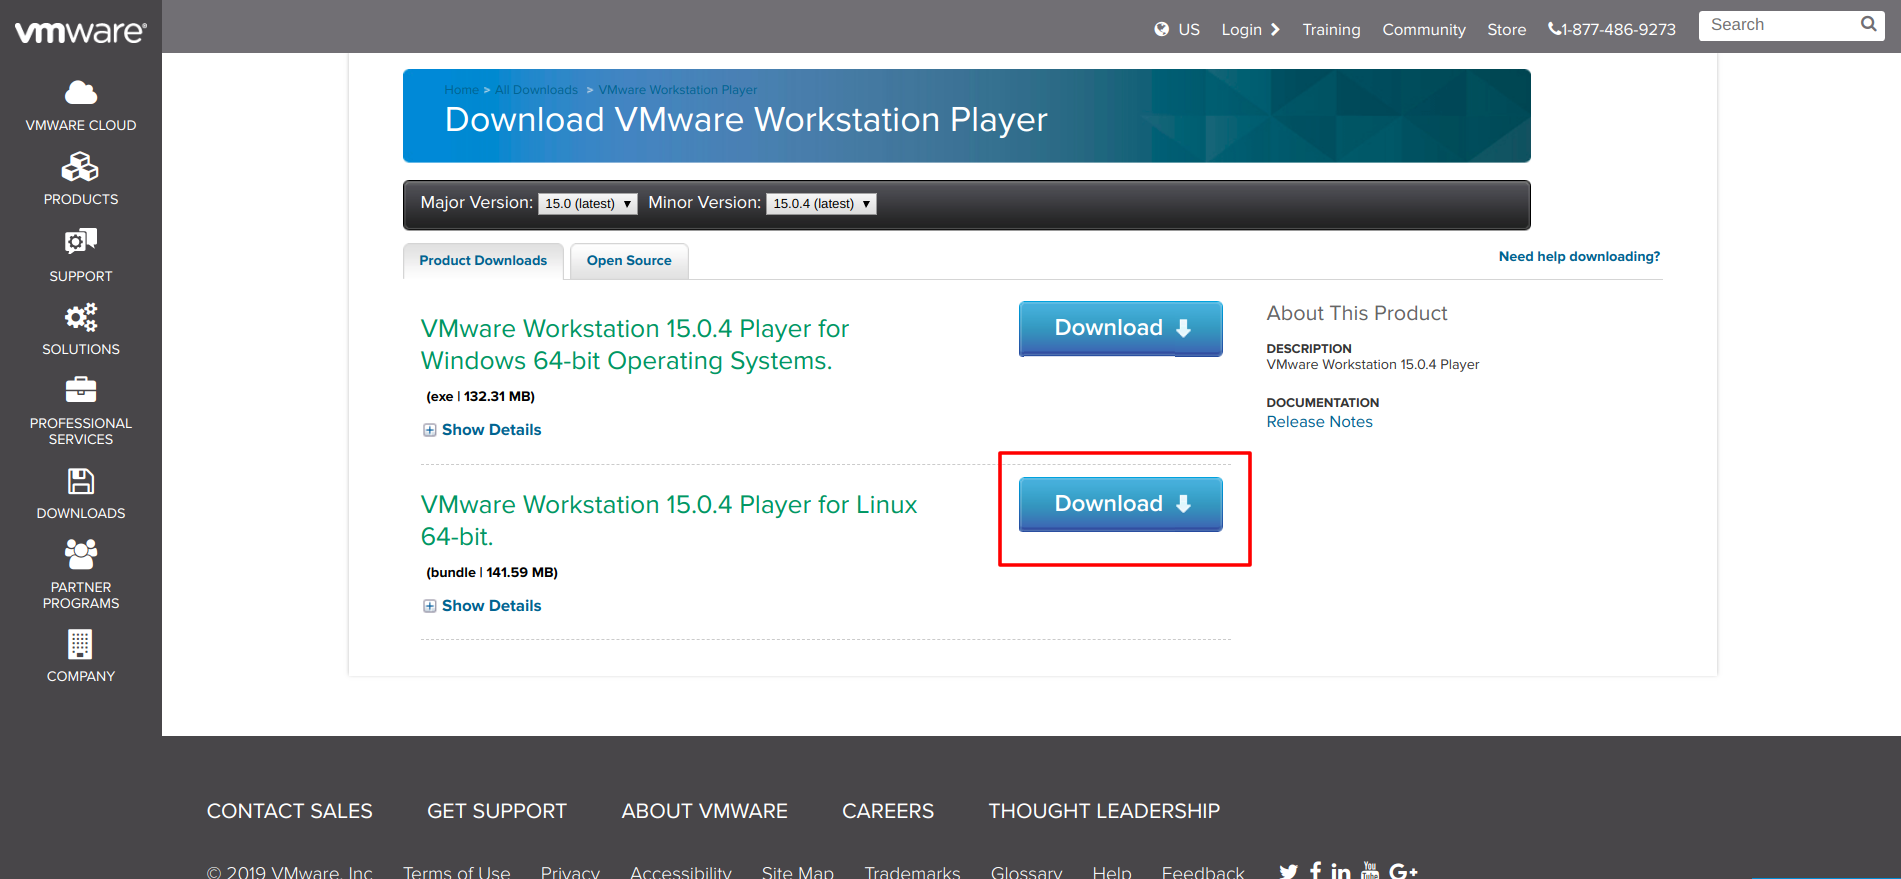 vmware
US Login Training Community Store 1-877-486-9273 Search
VMWARE CLOUD
PRODUCTS
SUPPORT
SOLUTIONS
PROFESSIONAL
SERVICES
DOWNLOADS
PARTNER
PROGRAMS
COMPANY
Home > All Downloads > VMware Workstation Player
Download VMware Workstation Player
Major Version: 15.0 (latest) Minor Version: 15.0.4 (latest)
Product Downloads Open Source Need help downloading?
VMware Workstation 15.0.4 Player for
Windows 64-bit Operating Systems.
(exe | 132.31 MB)
Show Details
Download
VMware Workstation 15.0.4 Player for Linux
64-bit.
(bundle | 141.59 MB)
Show Details
Download
About This Product
DESCRIPTION
VMware Workstation 15.0.4 Player
DOCUMENTATION
Release Notes
CONTACT SALES GET SUPPORT ABOUT VMWARE CAREERS THOUGHT LEADERSHIP
© 2019 VMware, Inc Terms of Use Privacy Accessibility Site Map Trademarks Glossary Help Feedback You Tube G+